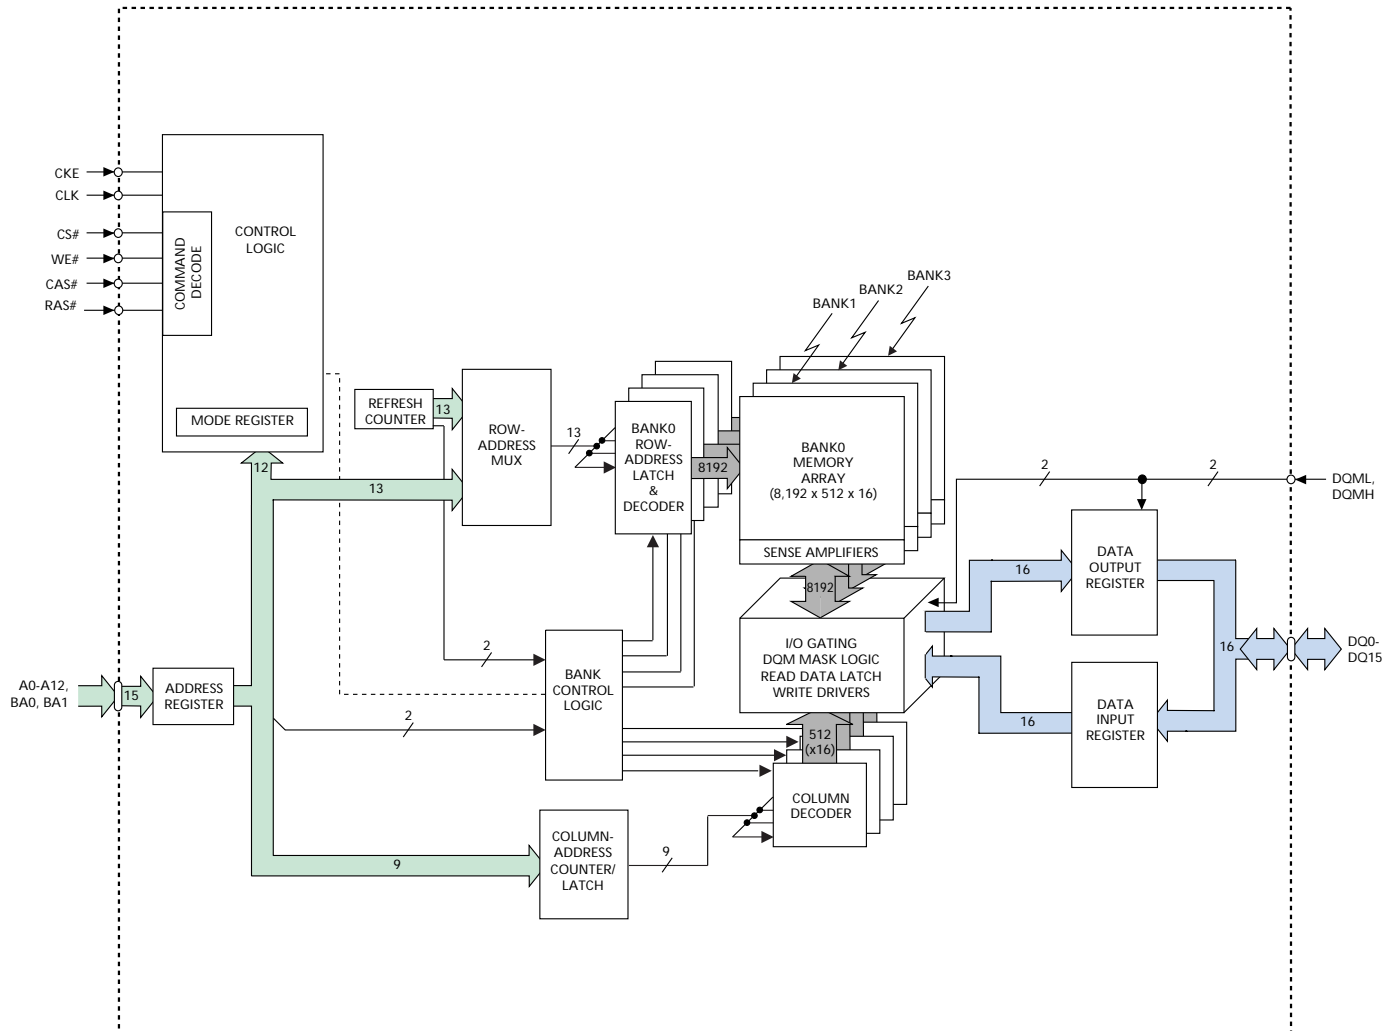 CKE
CLK
CS#
WE#
CAS#
RAS#
COMMAND
DECODE
CONTROL
LOGIC
MODE REGISTER
12
REFRESH
COUNTER
13
13
ROW-
ADDRESS
MUX
13
BANK0
ROW-
ADDRESS
LATCH
&
DECODER
8192
BANK1
BANK2
BANK3
BANK0
MEMORY
ARRAY
(8,192 x 512 x 16)
SENSE AMPLIFIERS
8192
I/O GATING
DQM MASK LOGIC
READ DATA LATCH
WRITE DRIVERS
2
2
DQML,
DQMH
16
DATA
OUTPUT
REGISTER
16
DQ0-
DQ15
16
DATA
INPUT
REGISTER
A0-A12,
BA0, BA1
15
ADDRESS
REGISTER
2
2
BANK
CONTROL
LOGIC
512
(x16)
COLUMN
DECODER
9
COLUMN-
ADDRESS
COUNTER/
LATCH
9